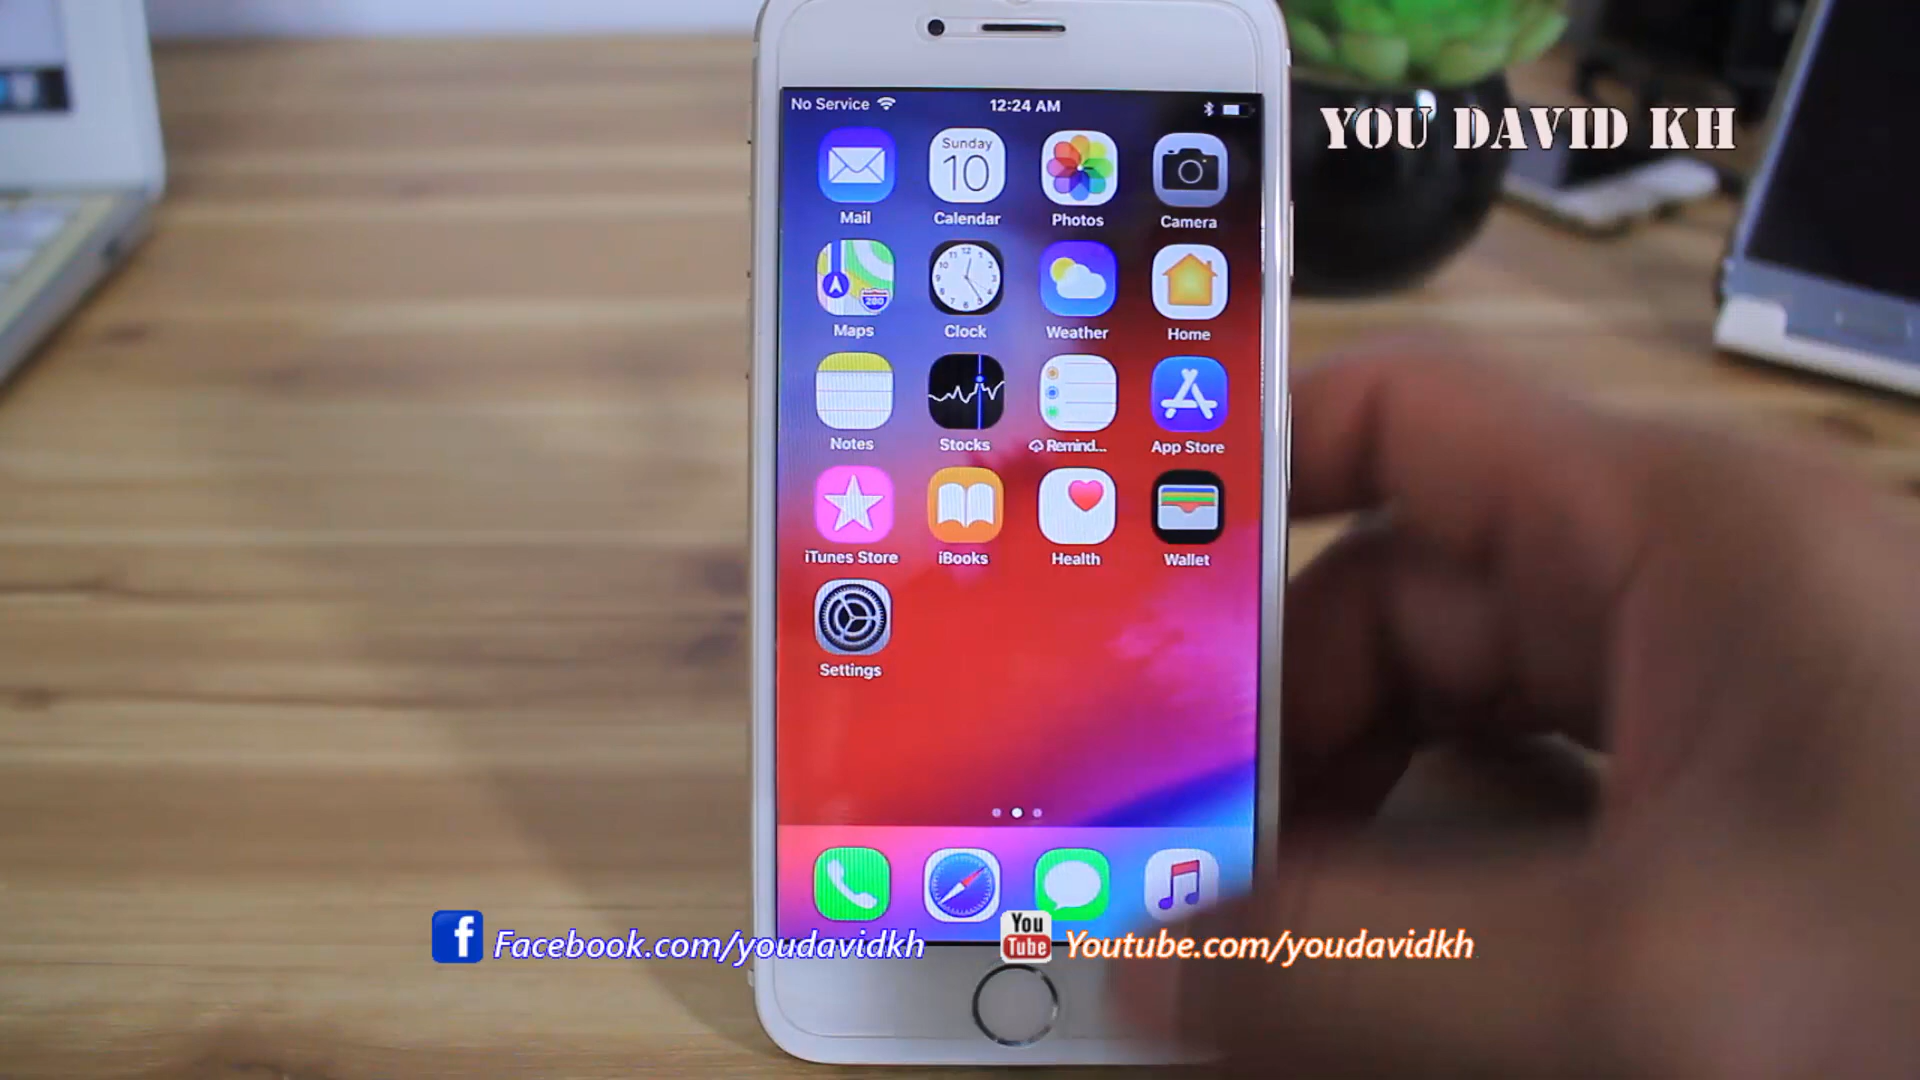 No Service 12:24 AM
YOU DAVID KH
Sunday
10
Mail Calendar Photos Camera
280
Maps Clock Weather Home
Notes Stocks Remind... App Store
iTunes Store iBooks Health Wallet
Settings
f Facebook.com/youdavidkh
You
Tube
Youtube.com/youdavidkh